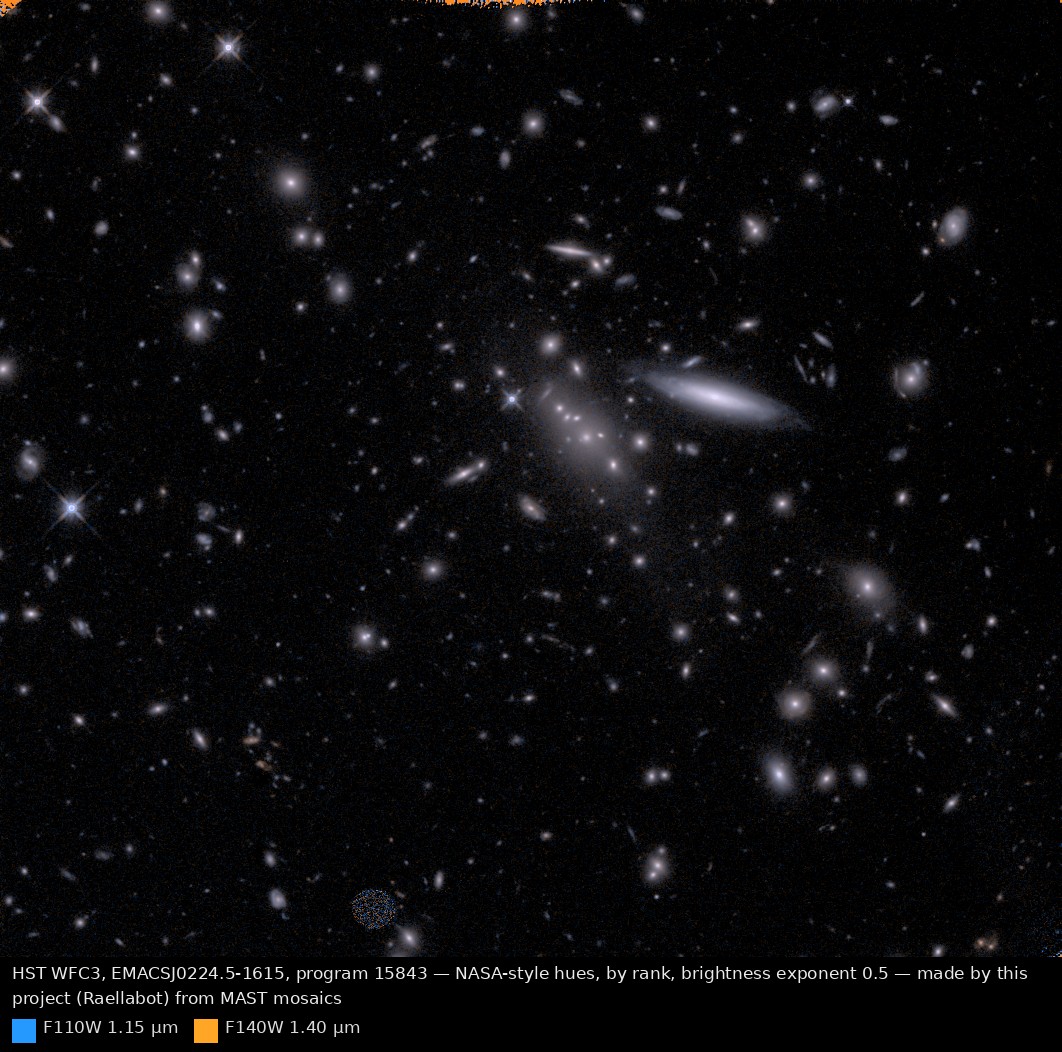 HST WFC3, EMACSJ0224.5-1615, program 15843 — NASA-style hues, by rank, brightness exponent 0.5 — made by this
project (Raellabot) from MAST mosaics
F110W 1.15 µm F140W 1.40 µm